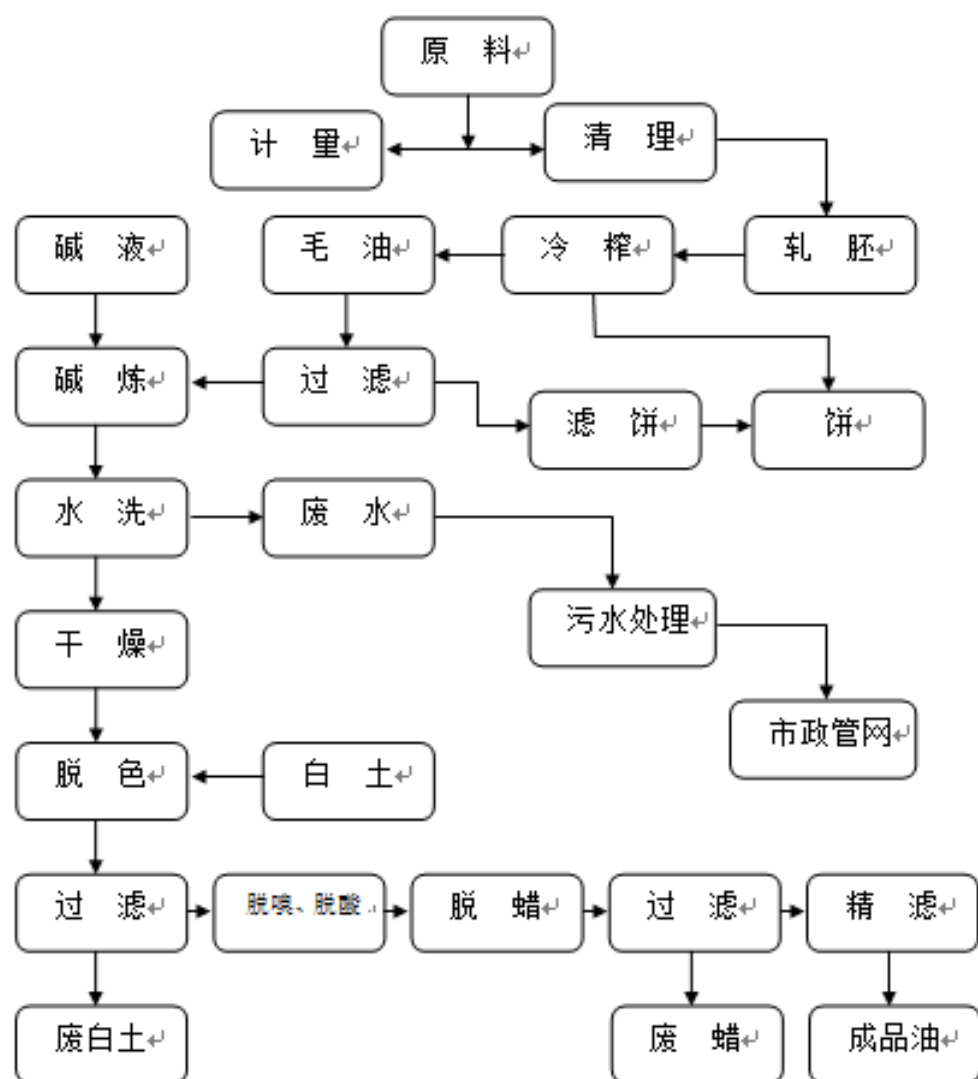 原　料
计　量
清　理
碱　液
毛　油
冷　榨
轧　胚
碱　炼
过　滤
滤　饼
饼
水　洗
废　水
污水处理
干　燥
市政管网
脱　色
白　土
过　滤
脱嗅、脱酸
脱　蜡
过　滤
精　滤
废白土
废　蜡
成品油